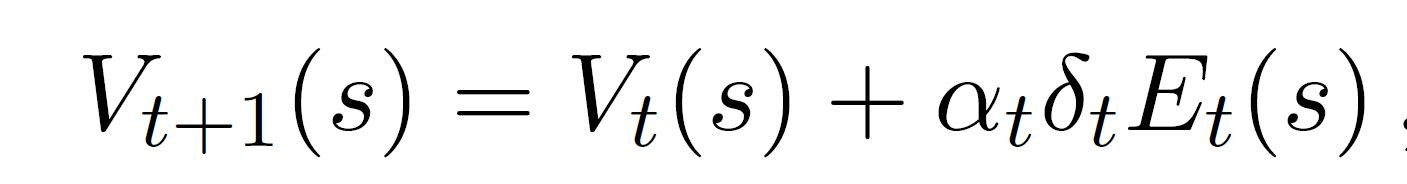 V_{t+1}(s) = V_t(s) + α_t δ_t E_t(s) ,